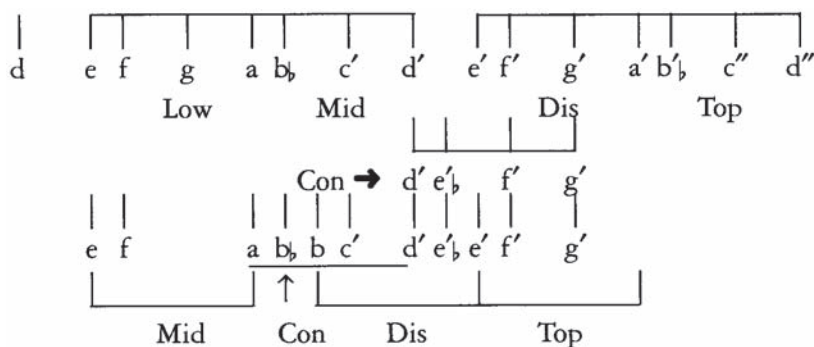 d e f g a b♭ c′ d′ e′ f′ g′ a′ b′♭ c″ d″
Low Mid Dis Top
Con → d′ e′♭ f′ g′
e f a b♭ b c′ d′ e′♭ e′ f′ g′
↑
Mid Con Dis Top